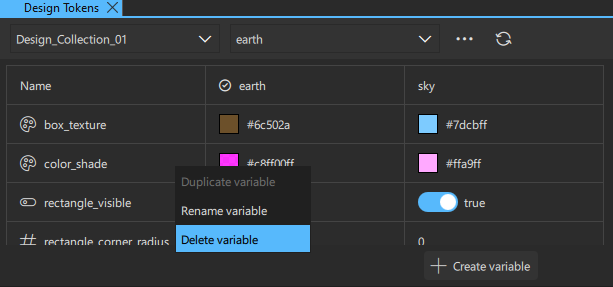 Design Tokens
Design_Collection_01
earth
Name
earth
sky
box_texture
#6c502a
#7dcbff
color_shade
#c8ff00ff
#ffa9ff
Duplicate variable
rectangle_visible
Rename variable
true
rectangle_corner_radius
Delete variable
0
Create variable